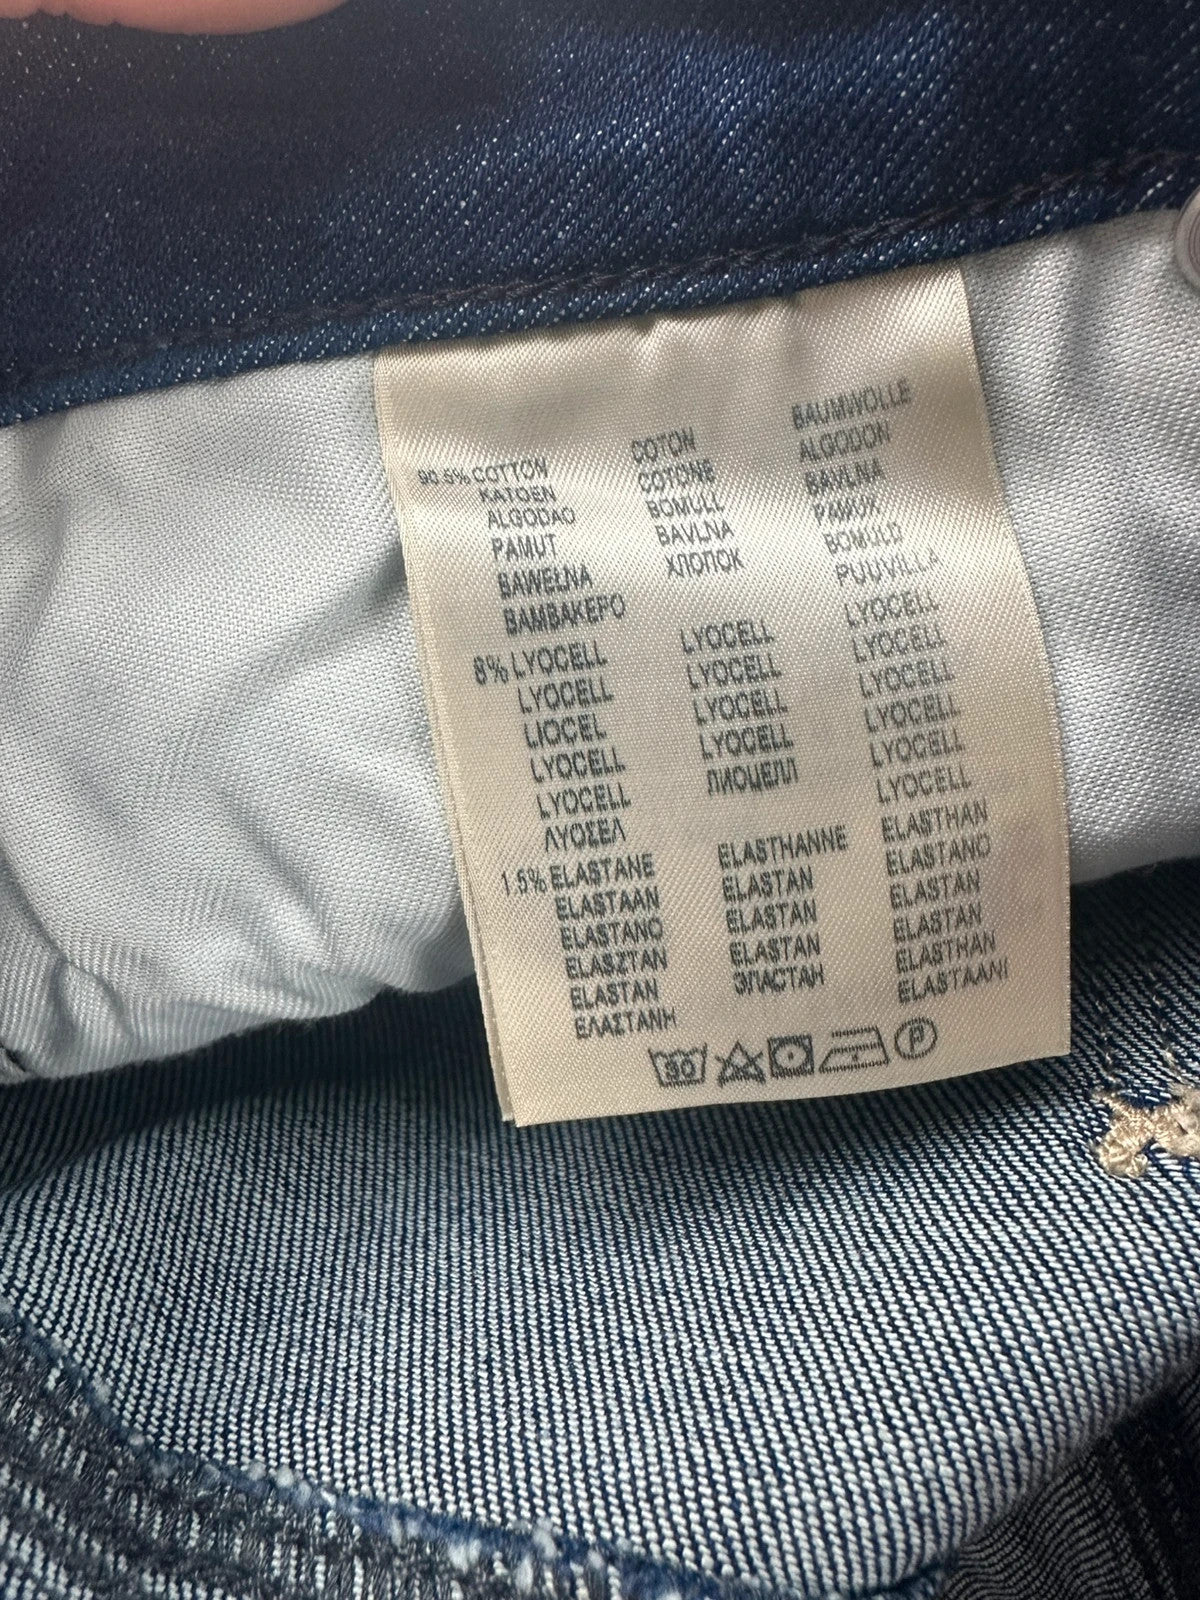 90.5% COTTON COTON BAUMWOLLE
KATOEN COTONE ALGODON
ALGODAO BOMULL BAVLNA
PAMUT BAVLNA PAMUK
BAWEŁNA ХЛОПОК BOMULD
BAMBAKEPO PUUVILLA
8% LYOCELL LYOCELL LYOCELL
LYOCELL LYOCELL LYOCELL
LIOCEL LYOCELL LYOCELL
LYOCELL LYOCELL LYOCELL
LYOCELL ЛИОЦЕЛЛ LYOCELL
ΛΥΟΣΕΛ LYOCELL
1.5% ELASTANE ELASTHANNE ELASTHAN
ELASTAAN ELASTAN ELASTANO
ELASTANO ELASTAN ELASTAN
ELASZTAN ELASTAN ELASTAN
ELASTAN ЭЛАСТАН ELASTHAN
ΕΛΑΣΤΑΝΗ ELASTAANI
30 P